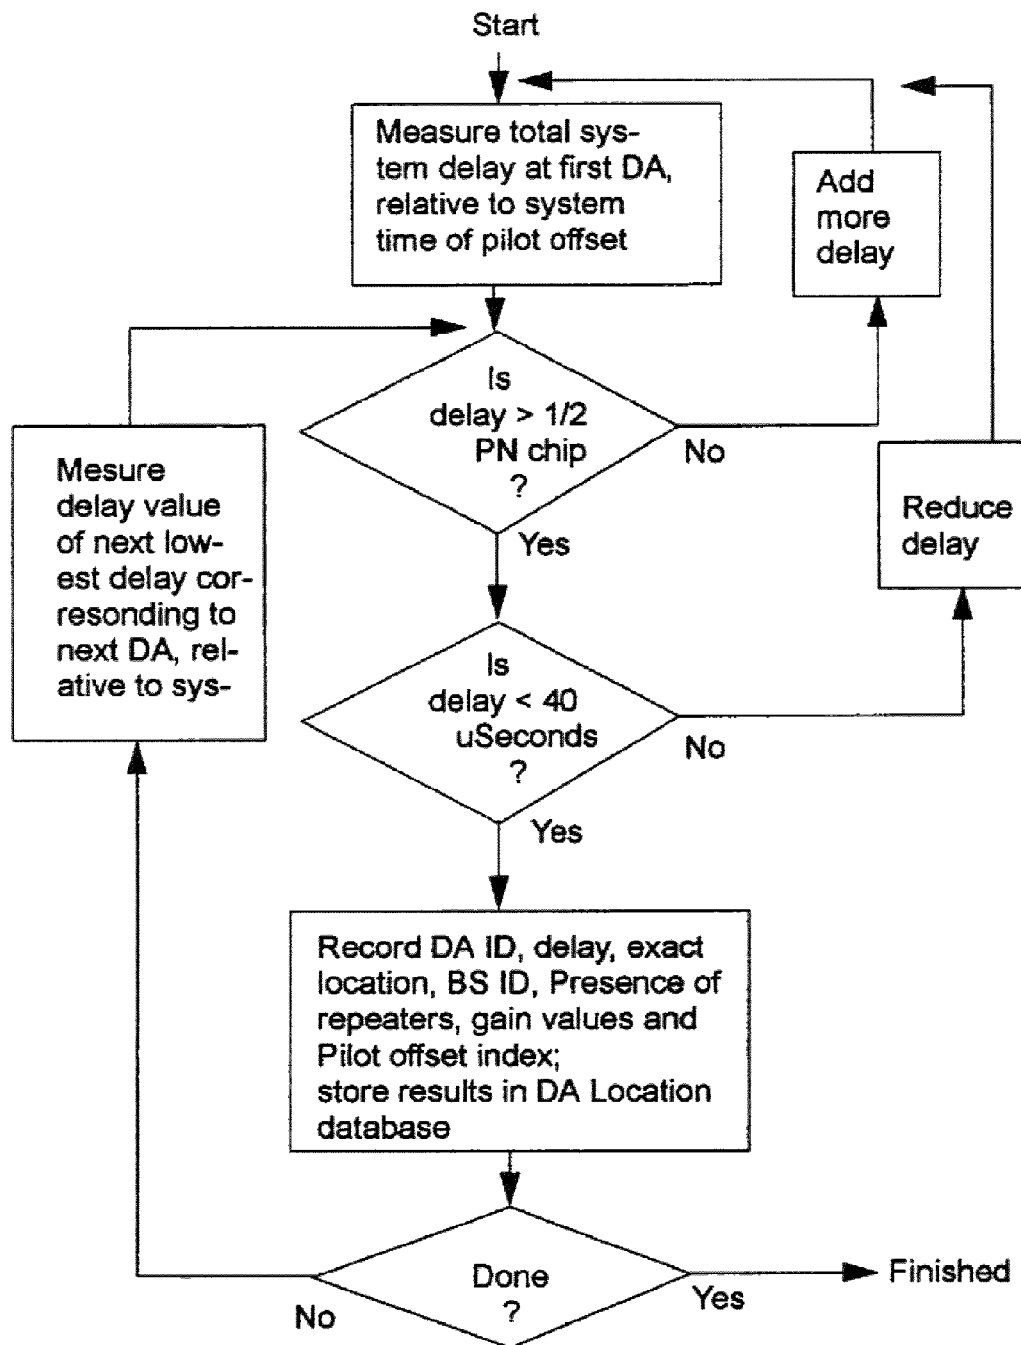 Start
Measure total sys-
tem delay at first DA,
relative to system
time of pilot offset
Add
more
delay
Is
delay > 1/2
PN chip
?
No
Yes
Mesure
delay value
of next low-
est delay cor-
resonding to
next DA, rel-
ative to sys-
Reduce
delay
Is
delay < 40
uSeconds
?
No
Yes
Record DA ID, delay, exact
location, BS ID, Presence of
repeaters, gain values and
Pilot offset index;
store results in DA Location
database
Done
?
No
Yes
Finished